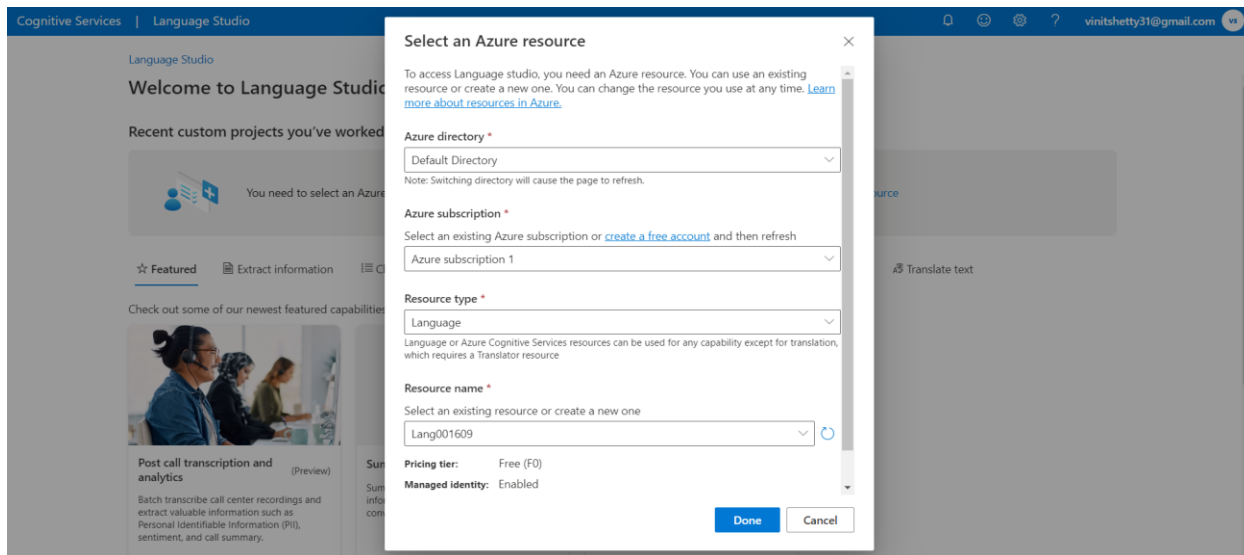 Cognitive Services | Language Studio
vinitshetty31@gmail.com VS
Language Studio
Welcome to Language Studio
Recent custom projects you've worked
You need to select an Azure
ource
Featured
Extract information
Translate text
Check out some of our newest featured capabilities
Post call transcription and
analytics
(Preview)
Batch transcribe call center recordings and
extract valuable information such as
Personal Identifiable Information (PII),
sentiment, and call summary.
Select an Azure resource
To access Language studio, you need an Azure resource. You can use an existing
resource or create a new one. You can change the resource you use at any time. Learn
more about resources in Azure.
Azure directory *
Default Directory
Note: Switching directory will cause the page to refresh.
Azure subscription *
Select an existing Azure subscription or create a free account and then refresh
Azure subscription 1
Resource type *
Language
Language or Azure Cognitive Services resources can be used for any capability except for translation,
which requires a Translator resource
Resource name *
Select an existing resource or create a new one
Lang001609
Pricing tier: Free (F0)
Managed identity: Enabled
Done
Cancel